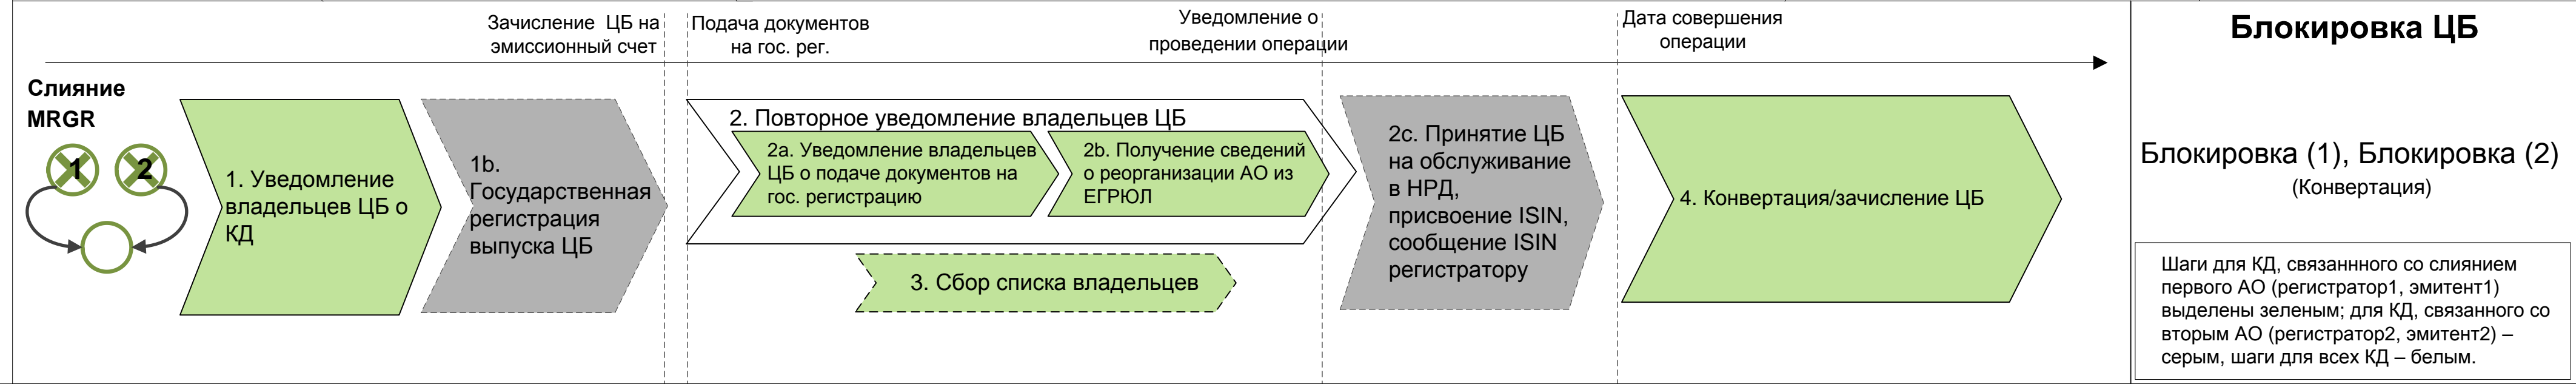 Зачисление ЦБ на
эмиссионный счет
Подача документов
на гос. рег.
Уведомление о
проведении операции
Дата совершения
операции
Блокировка ЦБ
Слияние
MRGR
1
2
1. Уведомление
владельцев ЦБ о
КД
1b.
Государственная
регистрация
выпуска ЦБ
2. Повторное уведомление владельцев ЦБ
2a. Уведомление владельцев
ЦБ о подаче документов на
гос. регистрацию
2b. Получение сведений
о реорганизации АО из
ЕГРЮЛ
3. Сбор списка владельцев
2c. Принятие ЦБ
на обслуживание
в НРД,
присвоение ISIN,
сообщение ISIN
регистратору
4. Конвертация/зачисление ЦБ
Блокировка (1), Блокировка (2)
(Конвертация)
Шаги для КД, связаннного со слиянием
первого АО (регистратор1, эмитент1)
выделены зеленым; для КД, связанного со
вторым АО (регистратор2, эмитент2) –
серым, шаги для всех КД – белым.